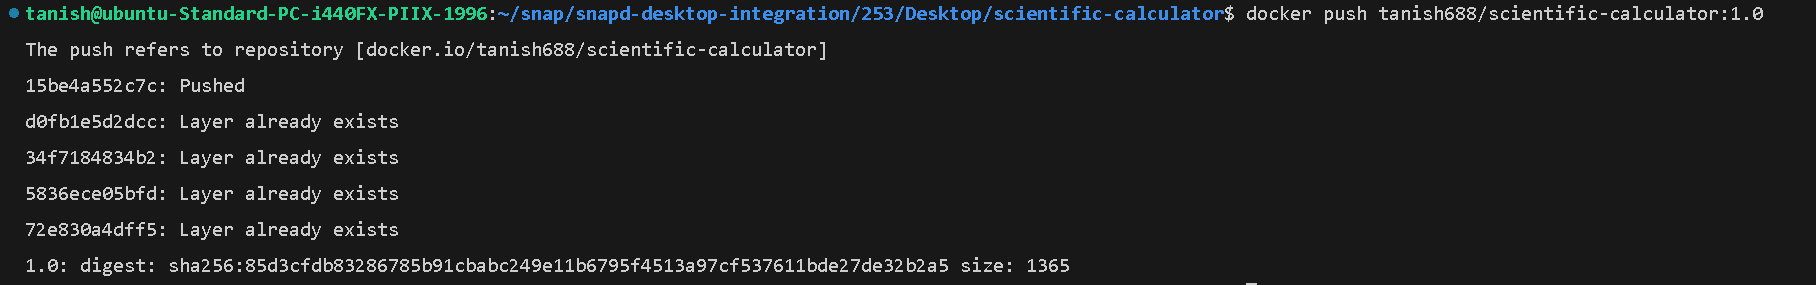 tanish@ubuntu-Standard-PC-i440FX-PIIX-1996:~/snap/snapd-desktop-integration/253/Desktop/scientific-calculator$ docker push tanish688/scientific-calculator:1.0
The push refers to repository [docker.io/tanish688/scientific-calculator]
15be4a552c7c: Pushed
d0fb1e5d2dcc: Layer already exists
34f7184834b2: Layer already exists
5836ece05bfd: Layer already exists
72e830a4dff5: Layer already exists
1.0: digest: sha256:85d3cfdb83286785b91cbabc249e11b6795f4513a97cf537611bde27de32b2a5 size: 1365